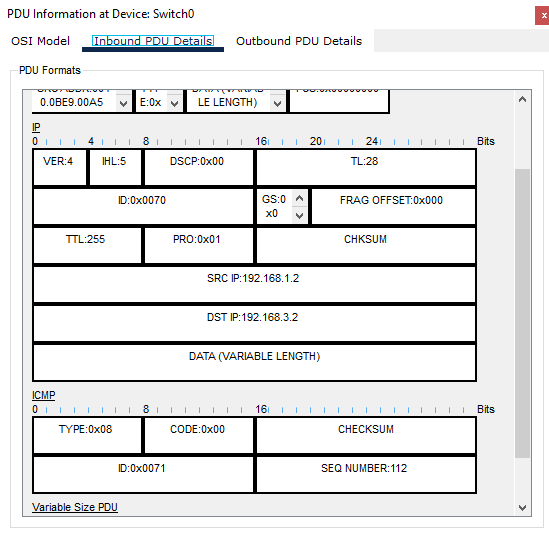 PDU Information at Device: Switch0
x
OSI Model Inbound PDU Details Outbound PDU Details
PDU Formats
0.0BE9.00A5 E:0x LE LENGTH)
IP
0 4 8 16 20 24 Bits
VER:4 IHL:5 DSCP:0x00 TL:28
ID:0x0070 GS:0
x0 FRAG OFFSET:0x000
TTL:255 PRO:0x01 CHKSUM
SRC IP:192.168.1.2
DST IP:192.168.3.2
DATA (VARIABLE LENGTH)
ICMP
0 8 16 Bits
TYPE:0x08 CODE:0x00 CHECKSUM
ID:0x0071 SEQ NUMBER:112
Variable Size PDU